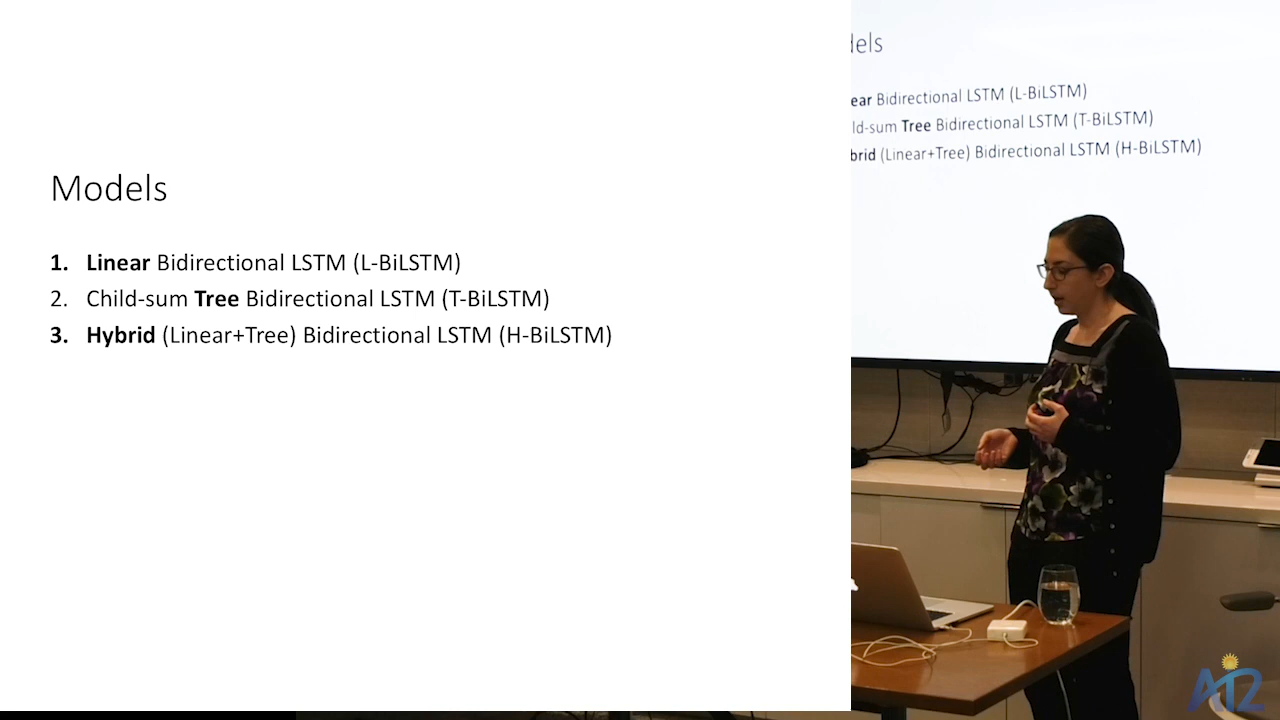 Models
1. Linear Bidirectional LSTM (L-BiLSTM)
2. Child-sum Tree Bidirectional LSTM (T-BiLSTM)
3. Hybrid (Linear+Tree) Bidirectional LSTM (H-BiLSTM)
dels
ear Bidirectional LSTM (L-BiLSTM)
ld-sum Tree Bidirectional LSTM (T-BiLSTM)
brid (Linear+Tree) Bidirectional LSTM (H-BiLSTM)
AI2